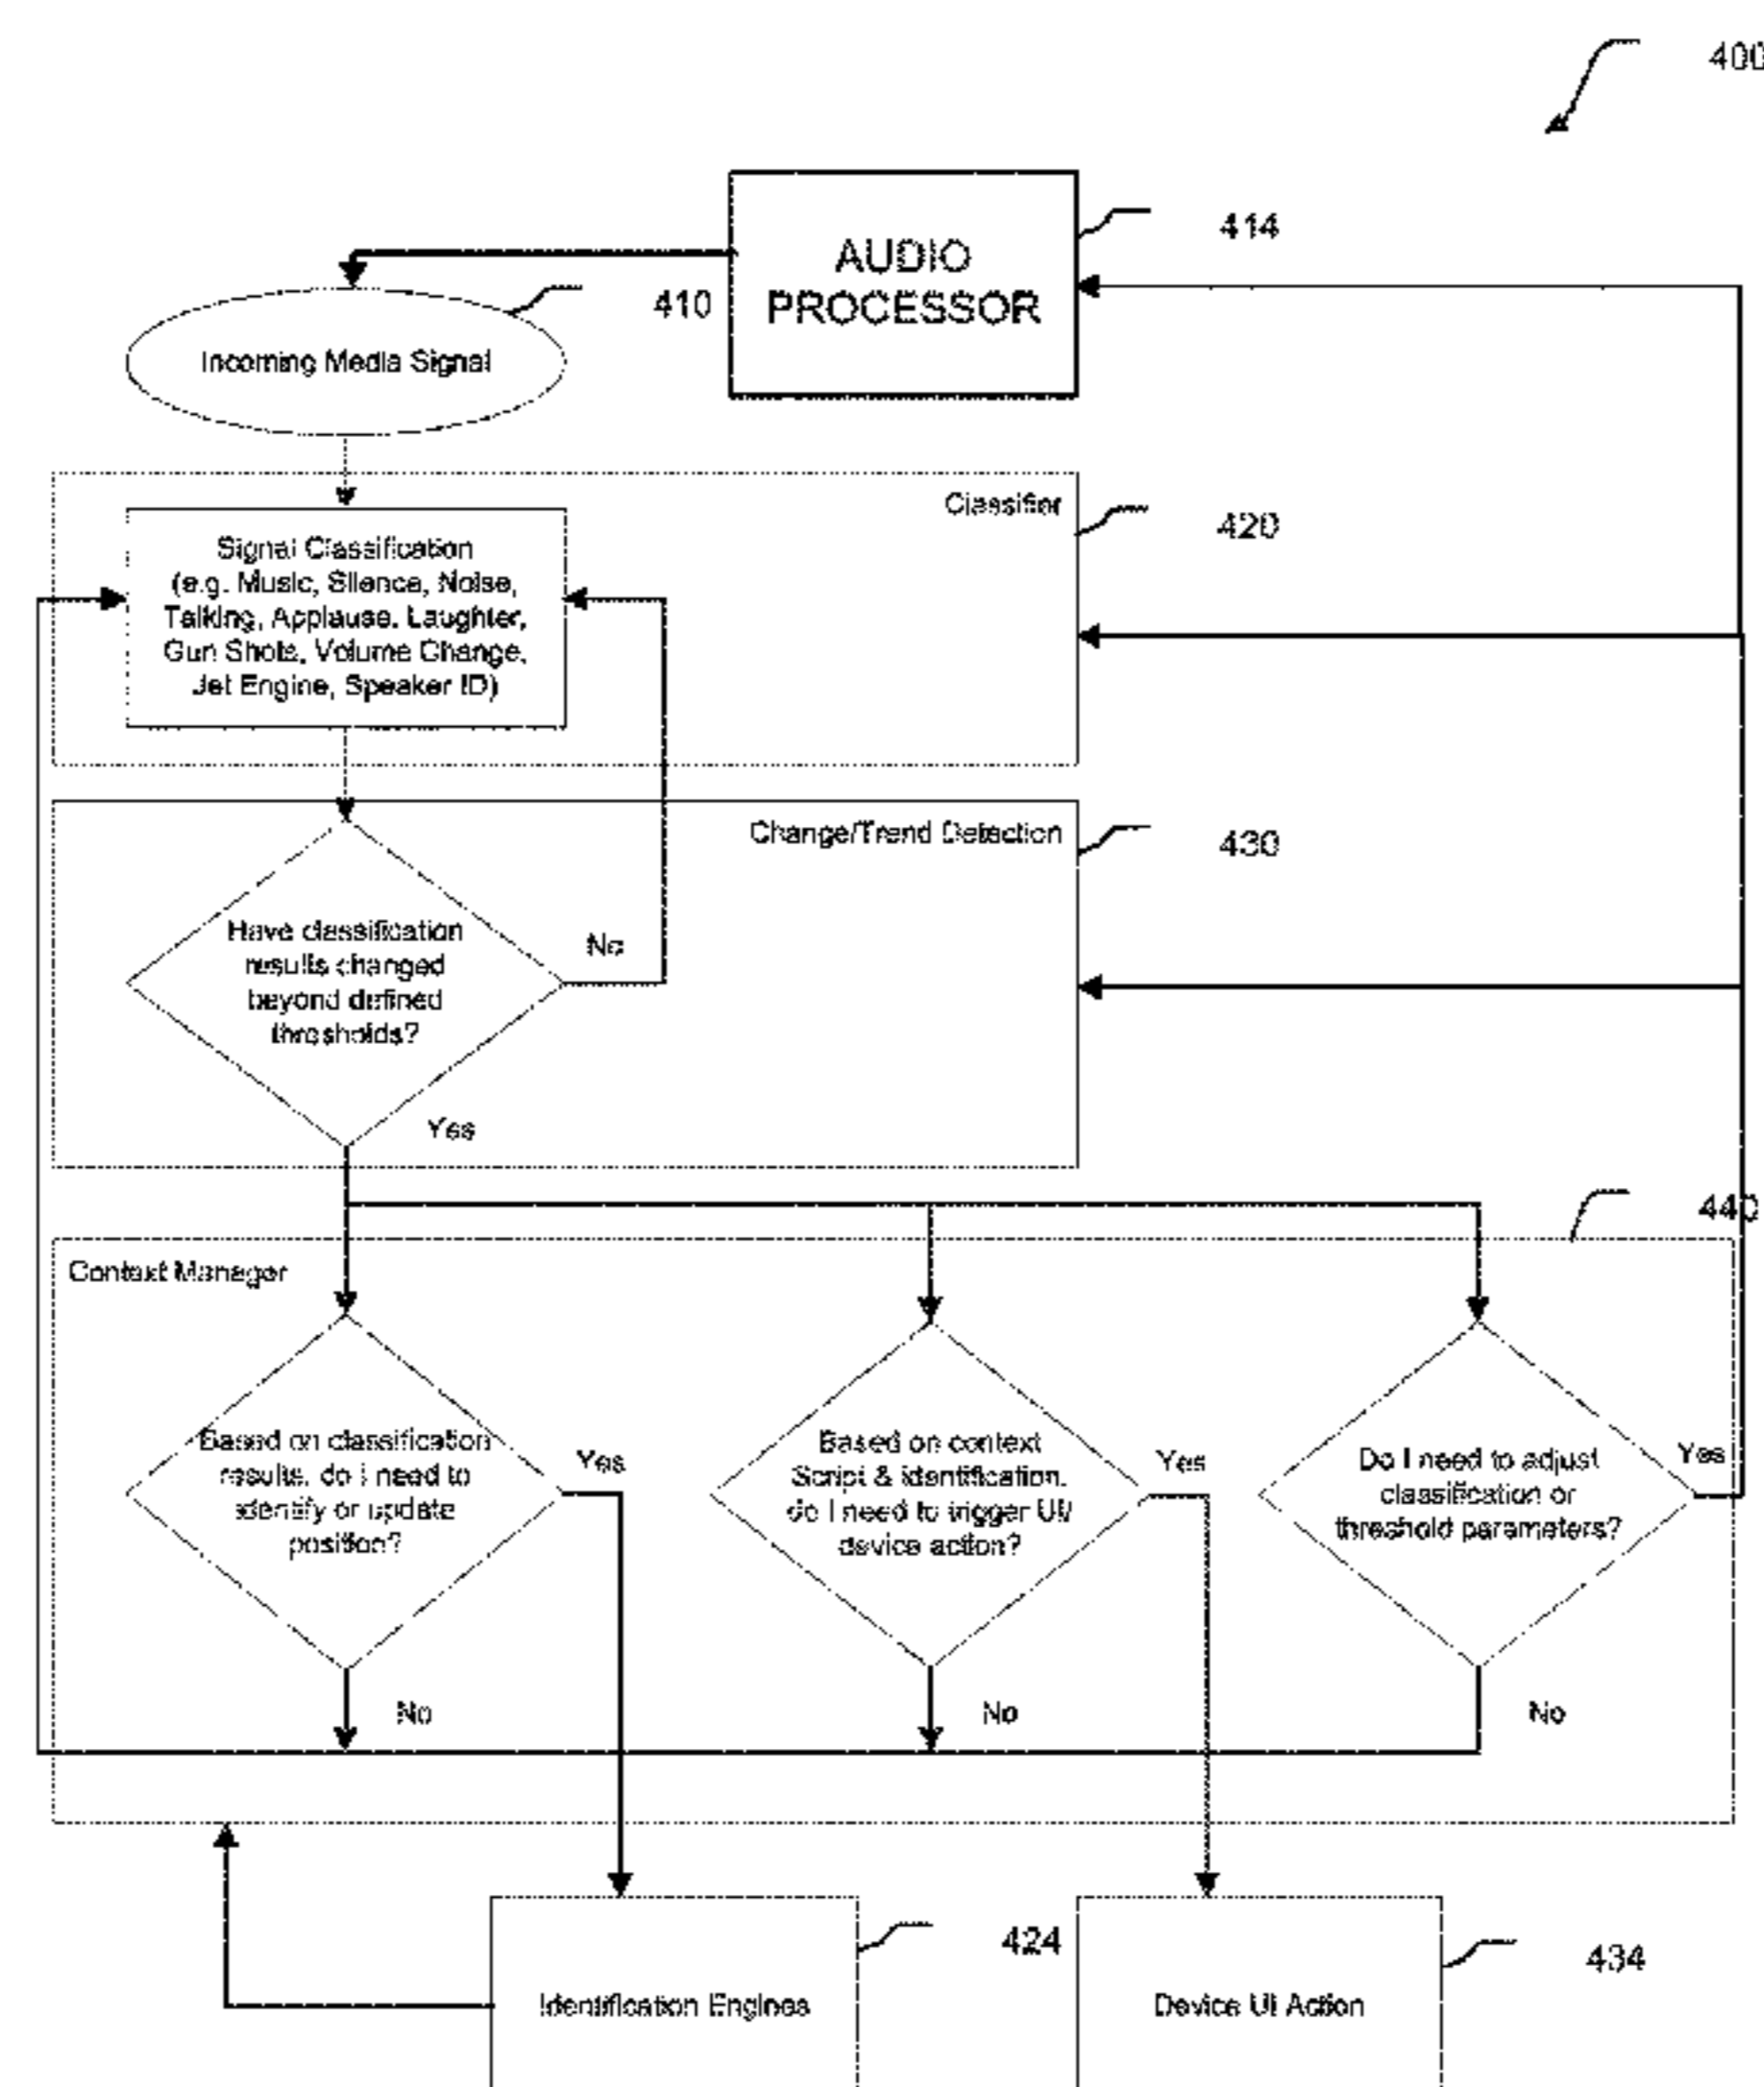 400
AUDIO
PROCESSOR
414
410
Incoming Media Signal
Classifier
420
Signal Classification
(e.g. Music, Silence, Noise,
Talking, Applause, Laughter,
Gun Shots, Volume Change,
Jet Engine, Speaker ID)
Change/Trend Detection
430
Have classification
results changed
beyond defined
thresholds?
No
Yes
440
Context Manager
Based on classification
results, do I need to
identify or update
position?
Yes
No
Based on context
Script & identification,
do I need to trigger UI/
device action?
Yes
No
Do I need to adjust
classification or
threshold parameters?
Yes
No
424
Identification Engines
434
Device UI Action